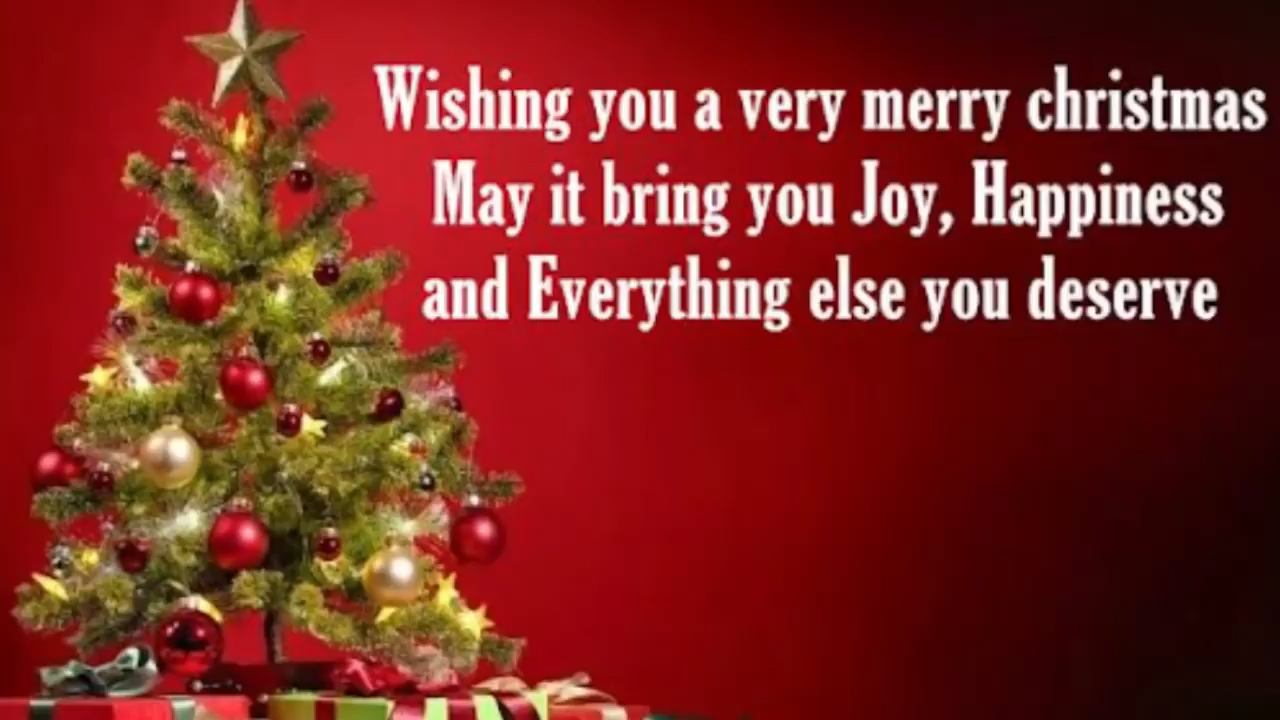 Wishing you a very merry christmas
May it bring you Joy, Happiness
and Everything else you deserve